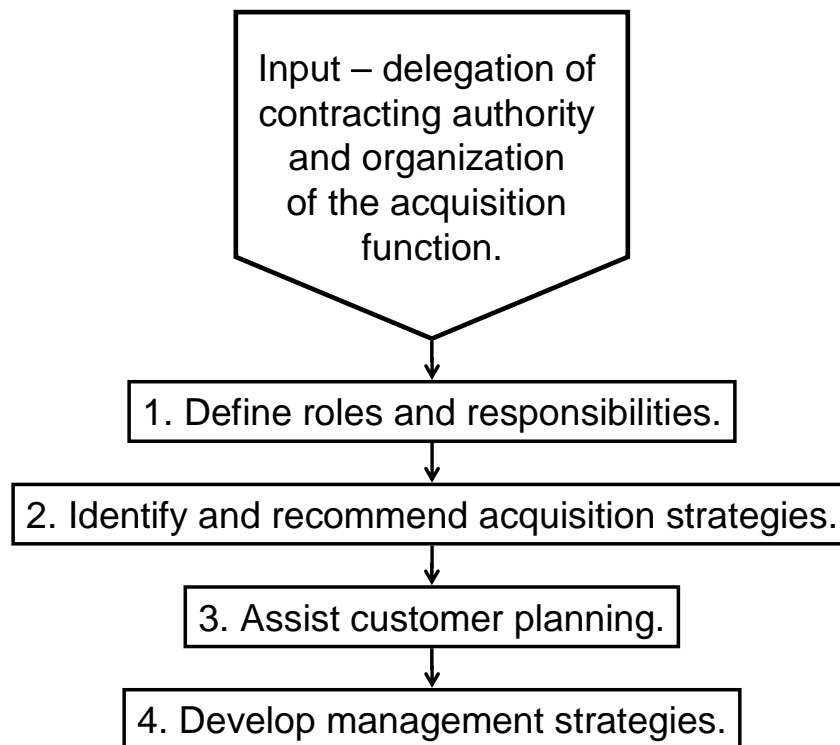 Input – delegation of
contracting authority
and organization
of the acquisition
function.
1. Define roles and responsibilities.
2. Identify and recommend acquisition strategies.
3. Assist customer planning.
4. Develop management strategies.